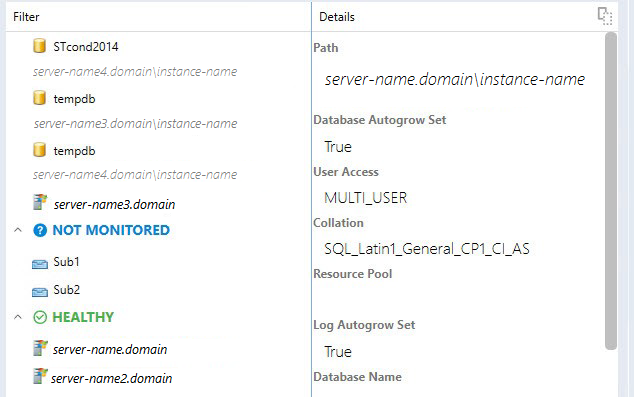 Filter
STcond2014
server-name4.domain\instance-name
tempdb
server-name3.domain\instance-name
tempdb
server-name4.domain\instance-name
server-name3.domain
NOT MONITORED
Sub1
Sub2
HEALTHY
server-name.domain
server-name2.domain
Details
Path
server-name.domain\instance-name
Database Autogrow Set
True
User Access
MULTI_USER
Collation
SQL_Latin1_General_CP1_CI_AS
Resource Pool
Log Autogrow Set
True
Database Name